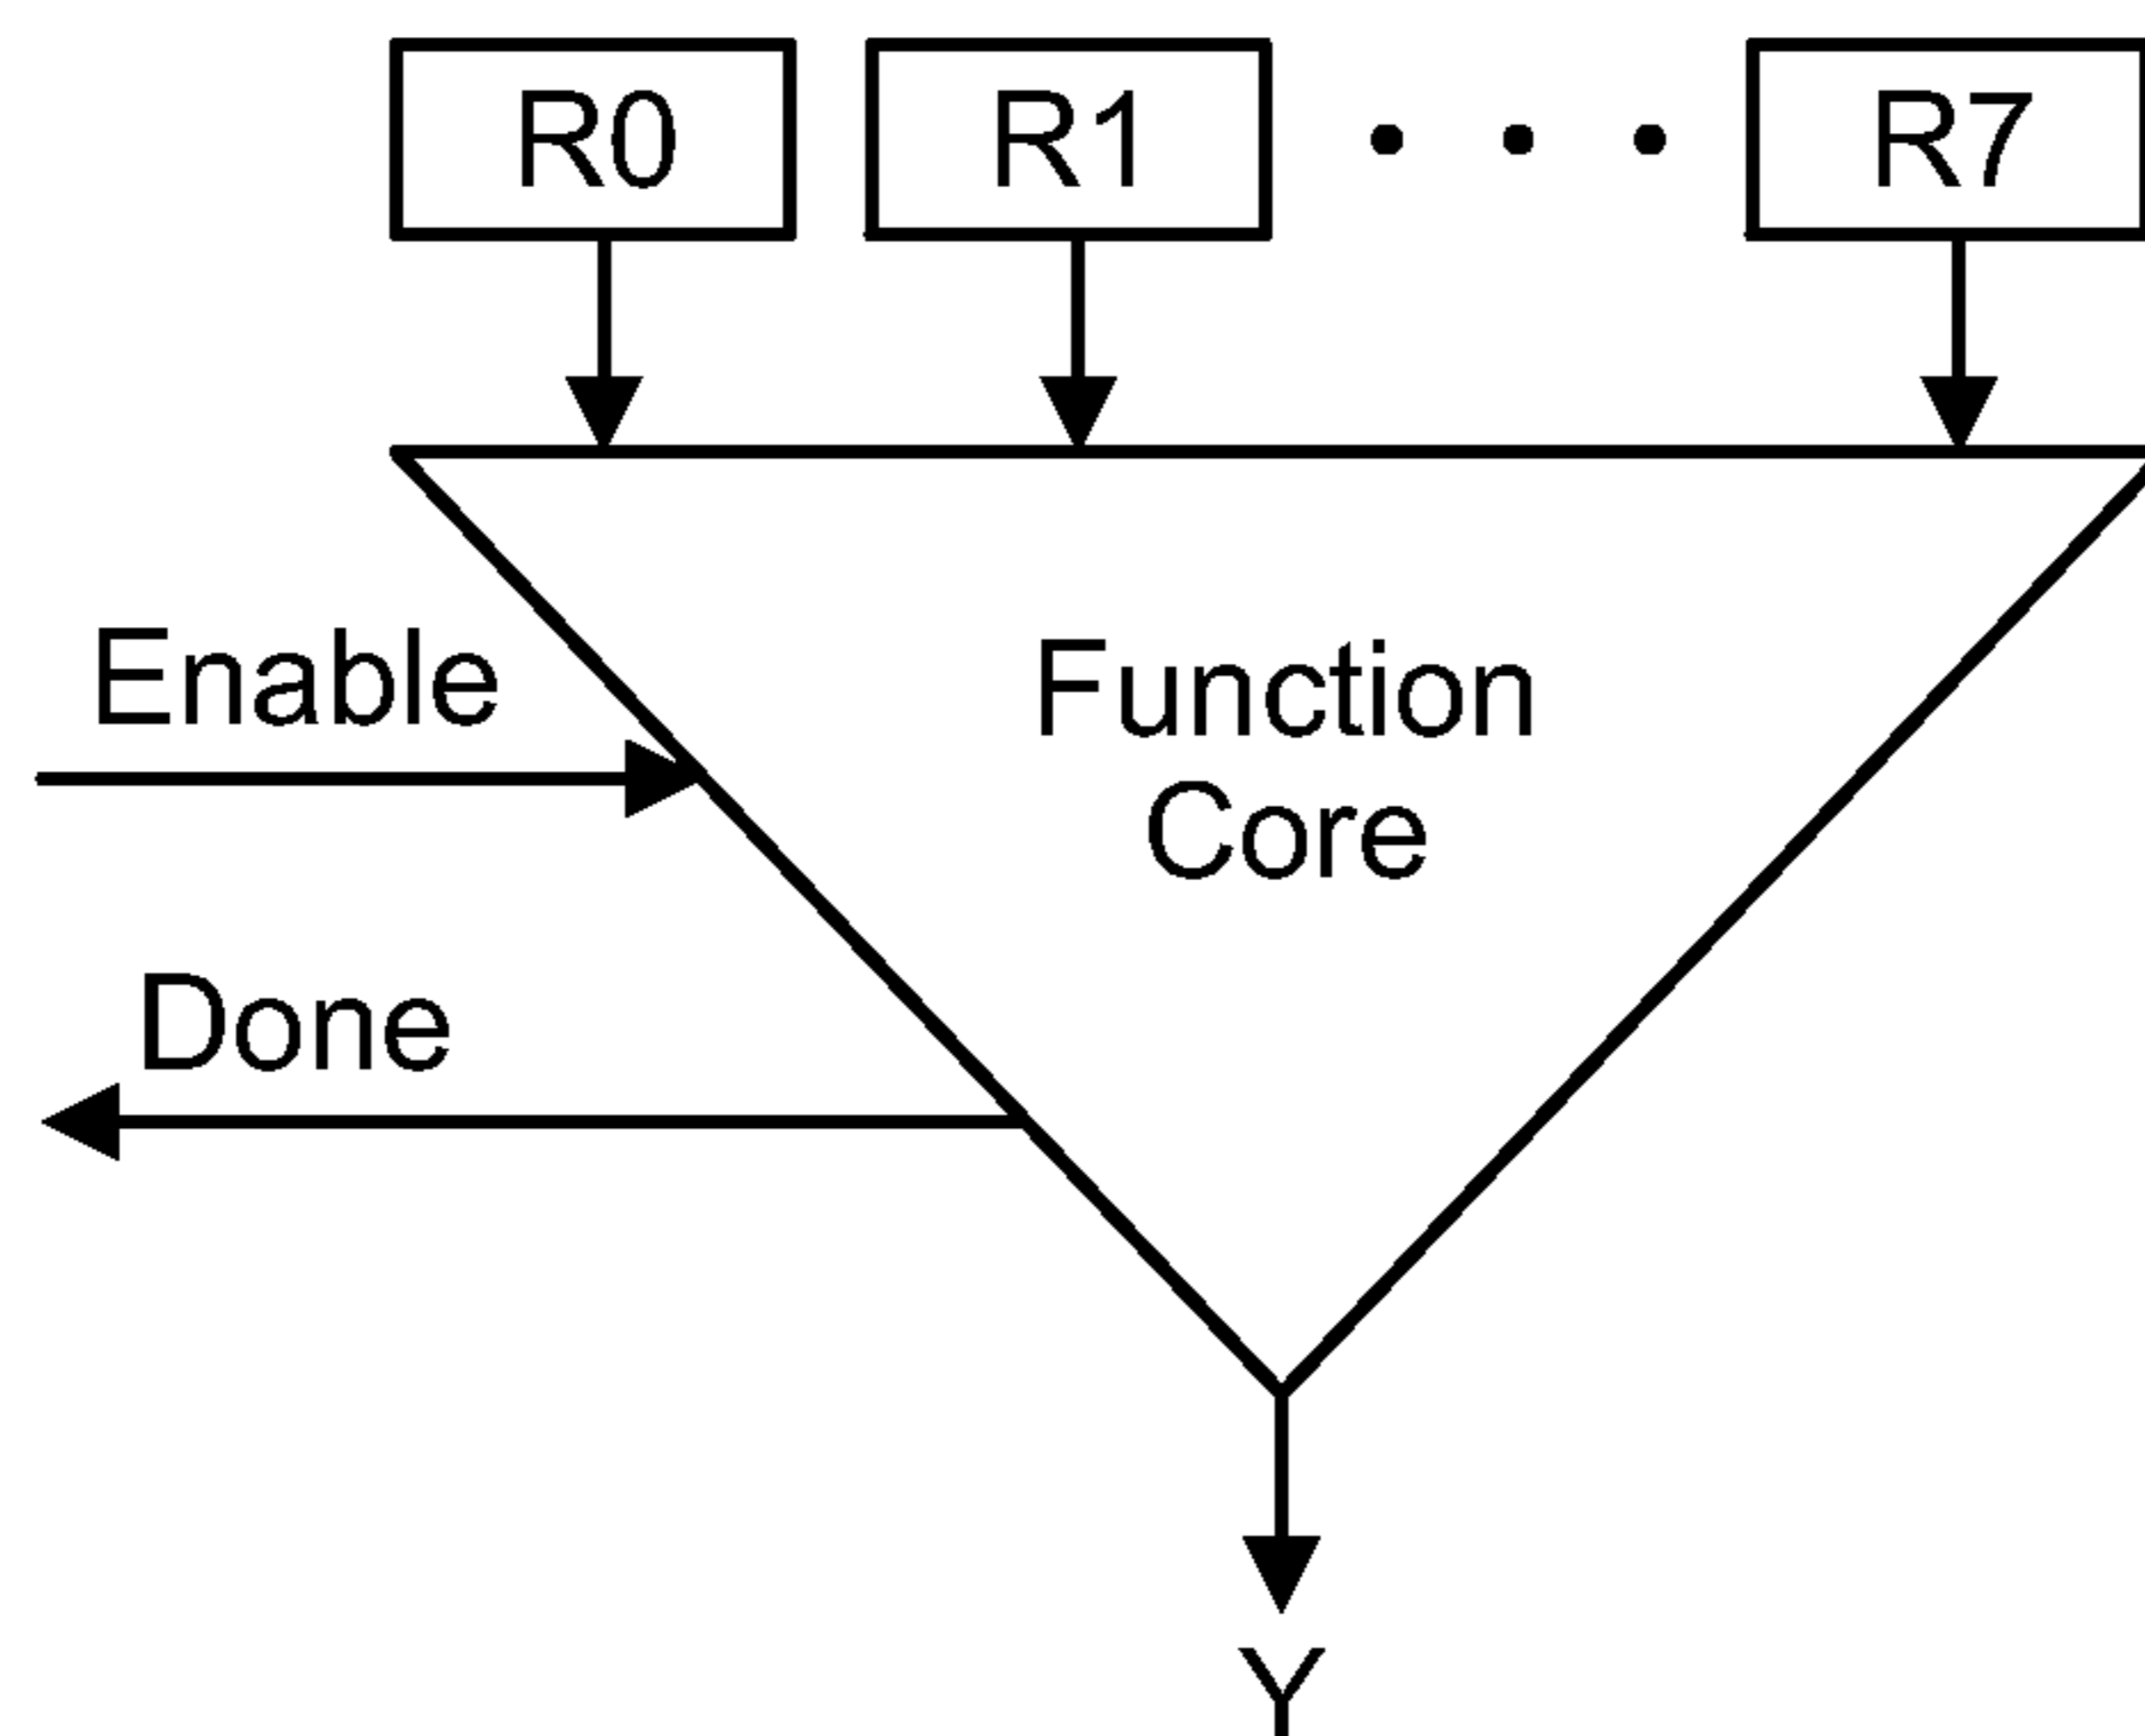 R0 R1 • • • R7
Enable
Function
Core
Done
Y